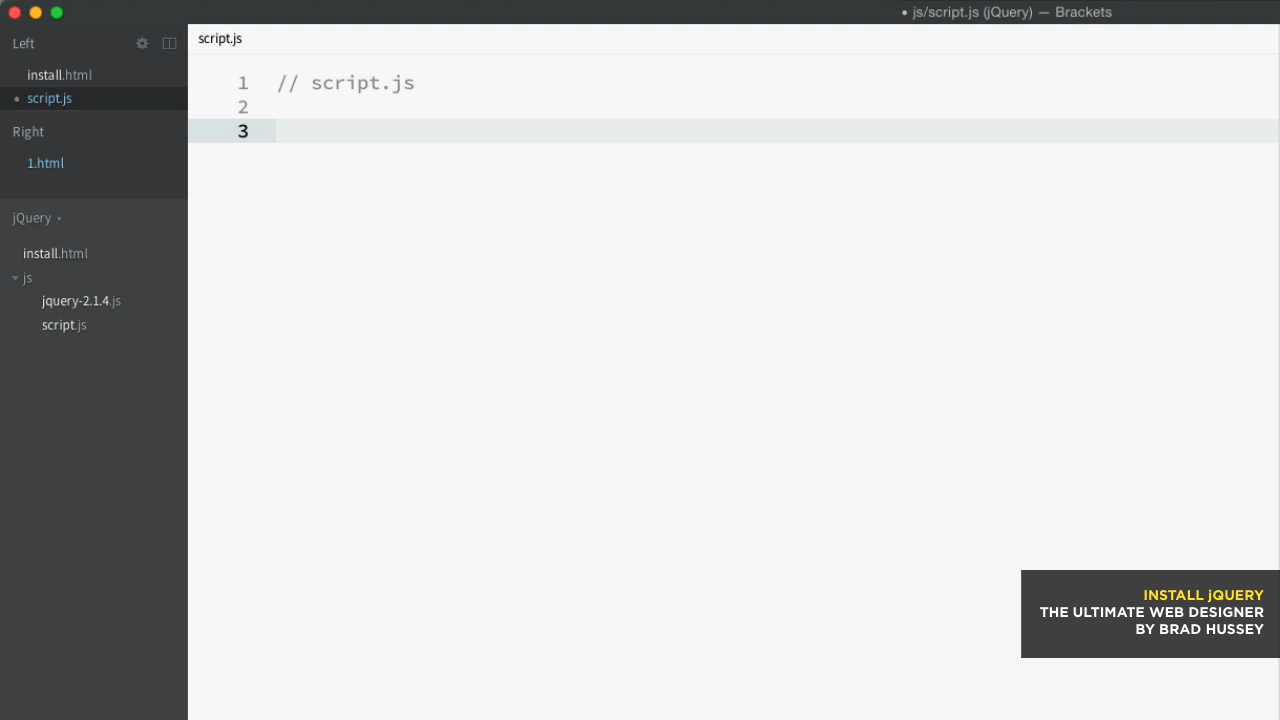 js/script.js (jQuery) — Brackets
Left
install.html
script.js
Right
1.html
jQuery
install.html
js
jquery-2.1.4.js
script.js
script.js
1 // script.js
2
3
INSTALL jQUERY
THE ULTIMATE WEB DESIGNER
BY BRAD HUSSEY